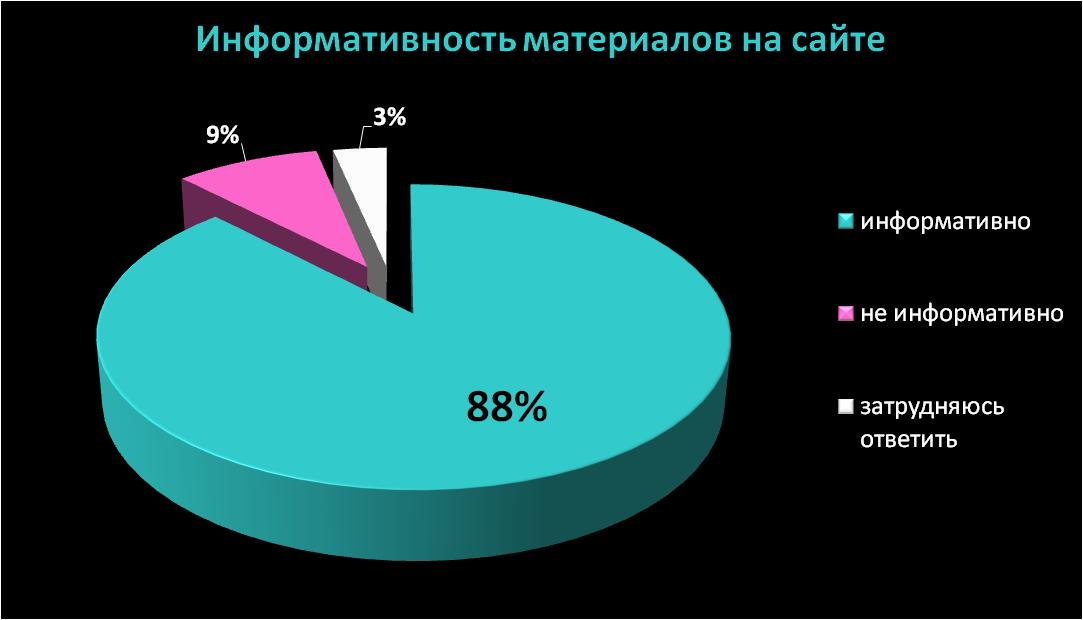 Информативность материалов на сайте
3%
9%
информативно
не информативно
88%
затрудняюсь
ответить